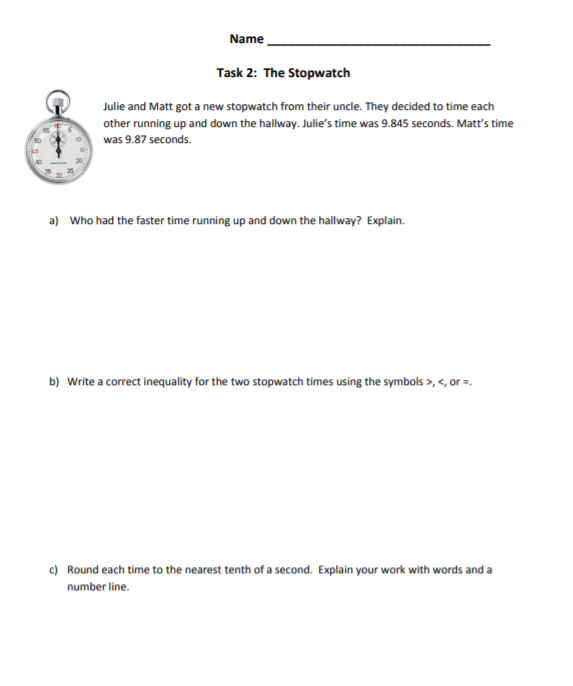 Name ___________________________________
Task 2: The Stopwatch
Julie and Matt got a new stopwatch from their uncle. They decided to time each
other running up and down the hallway. Julie's time was 9.845 seconds. Matt's time
was 9.87 seconds.
a) Who had the faster time running up and down the hallway? Explain.
b) Write a correct inequality for the two stopwatch times using the symbols >, <, or =.
c) Round each time to the nearest tenth of a second. Explain your work with words and a
number line.